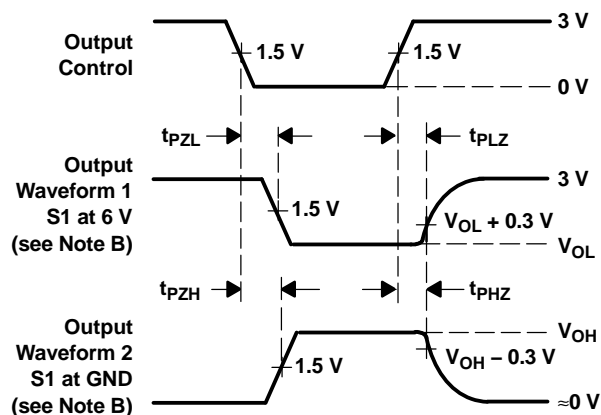 Output
Control
1.5 V
1.5 V
3 V
0 V
tPZL
tPLZ
Output
Waveform 1
S1 at 6 V
(see Note B)
1.5 V
3 V
VOL + 0.3 V
VOL
tPZH
tPHZ
Output
Waveform 2
S1 at GND
(see Note B)
1.5 V
VOH
VOH − 0.3 V
≈0 V